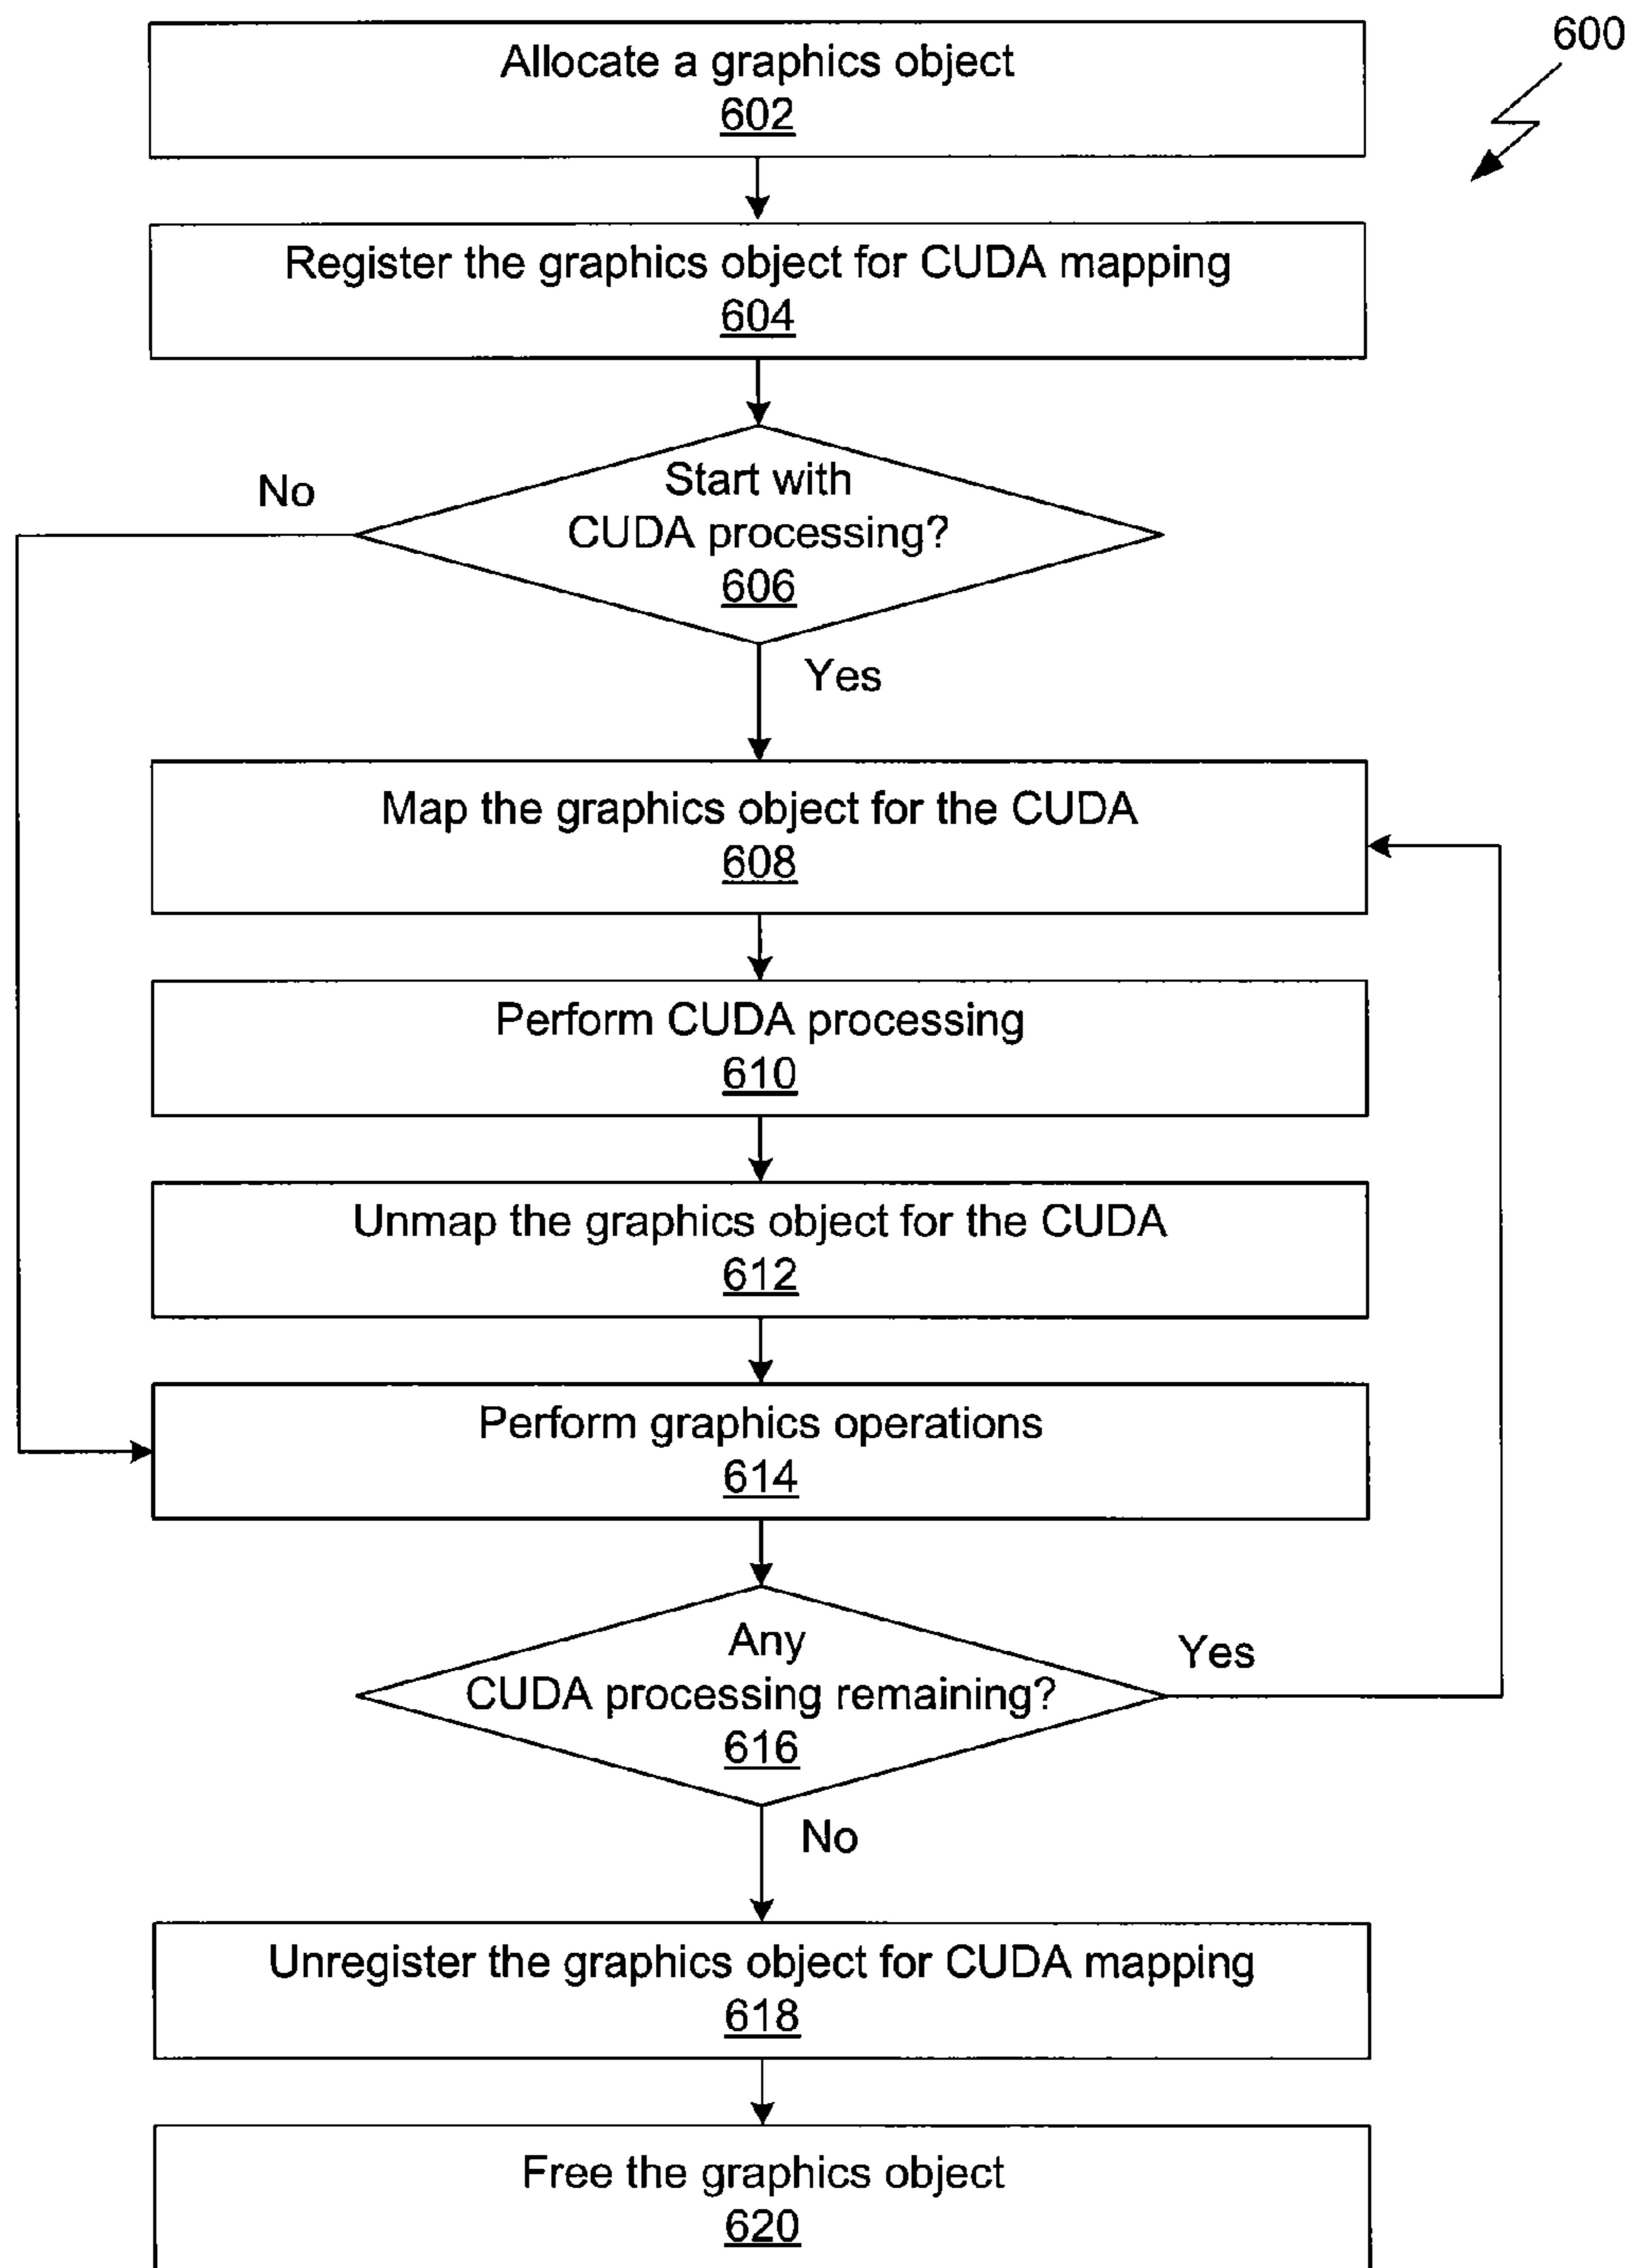 600
Allocate a graphics object
602
Register the graphics object for CUDA mapping
604
Start with
CUDA processing?
606
No
Yes
Map the graphics object for the CUDA
608
Perform CUDA processing
610
Unmap the graphics object for the CUDA
612
Perform graphics operations
614
Any
CUDA processing remaining?
616
Yes
No
Unregister the graphics object for CUDA mapping
618
Free the graphics object
620